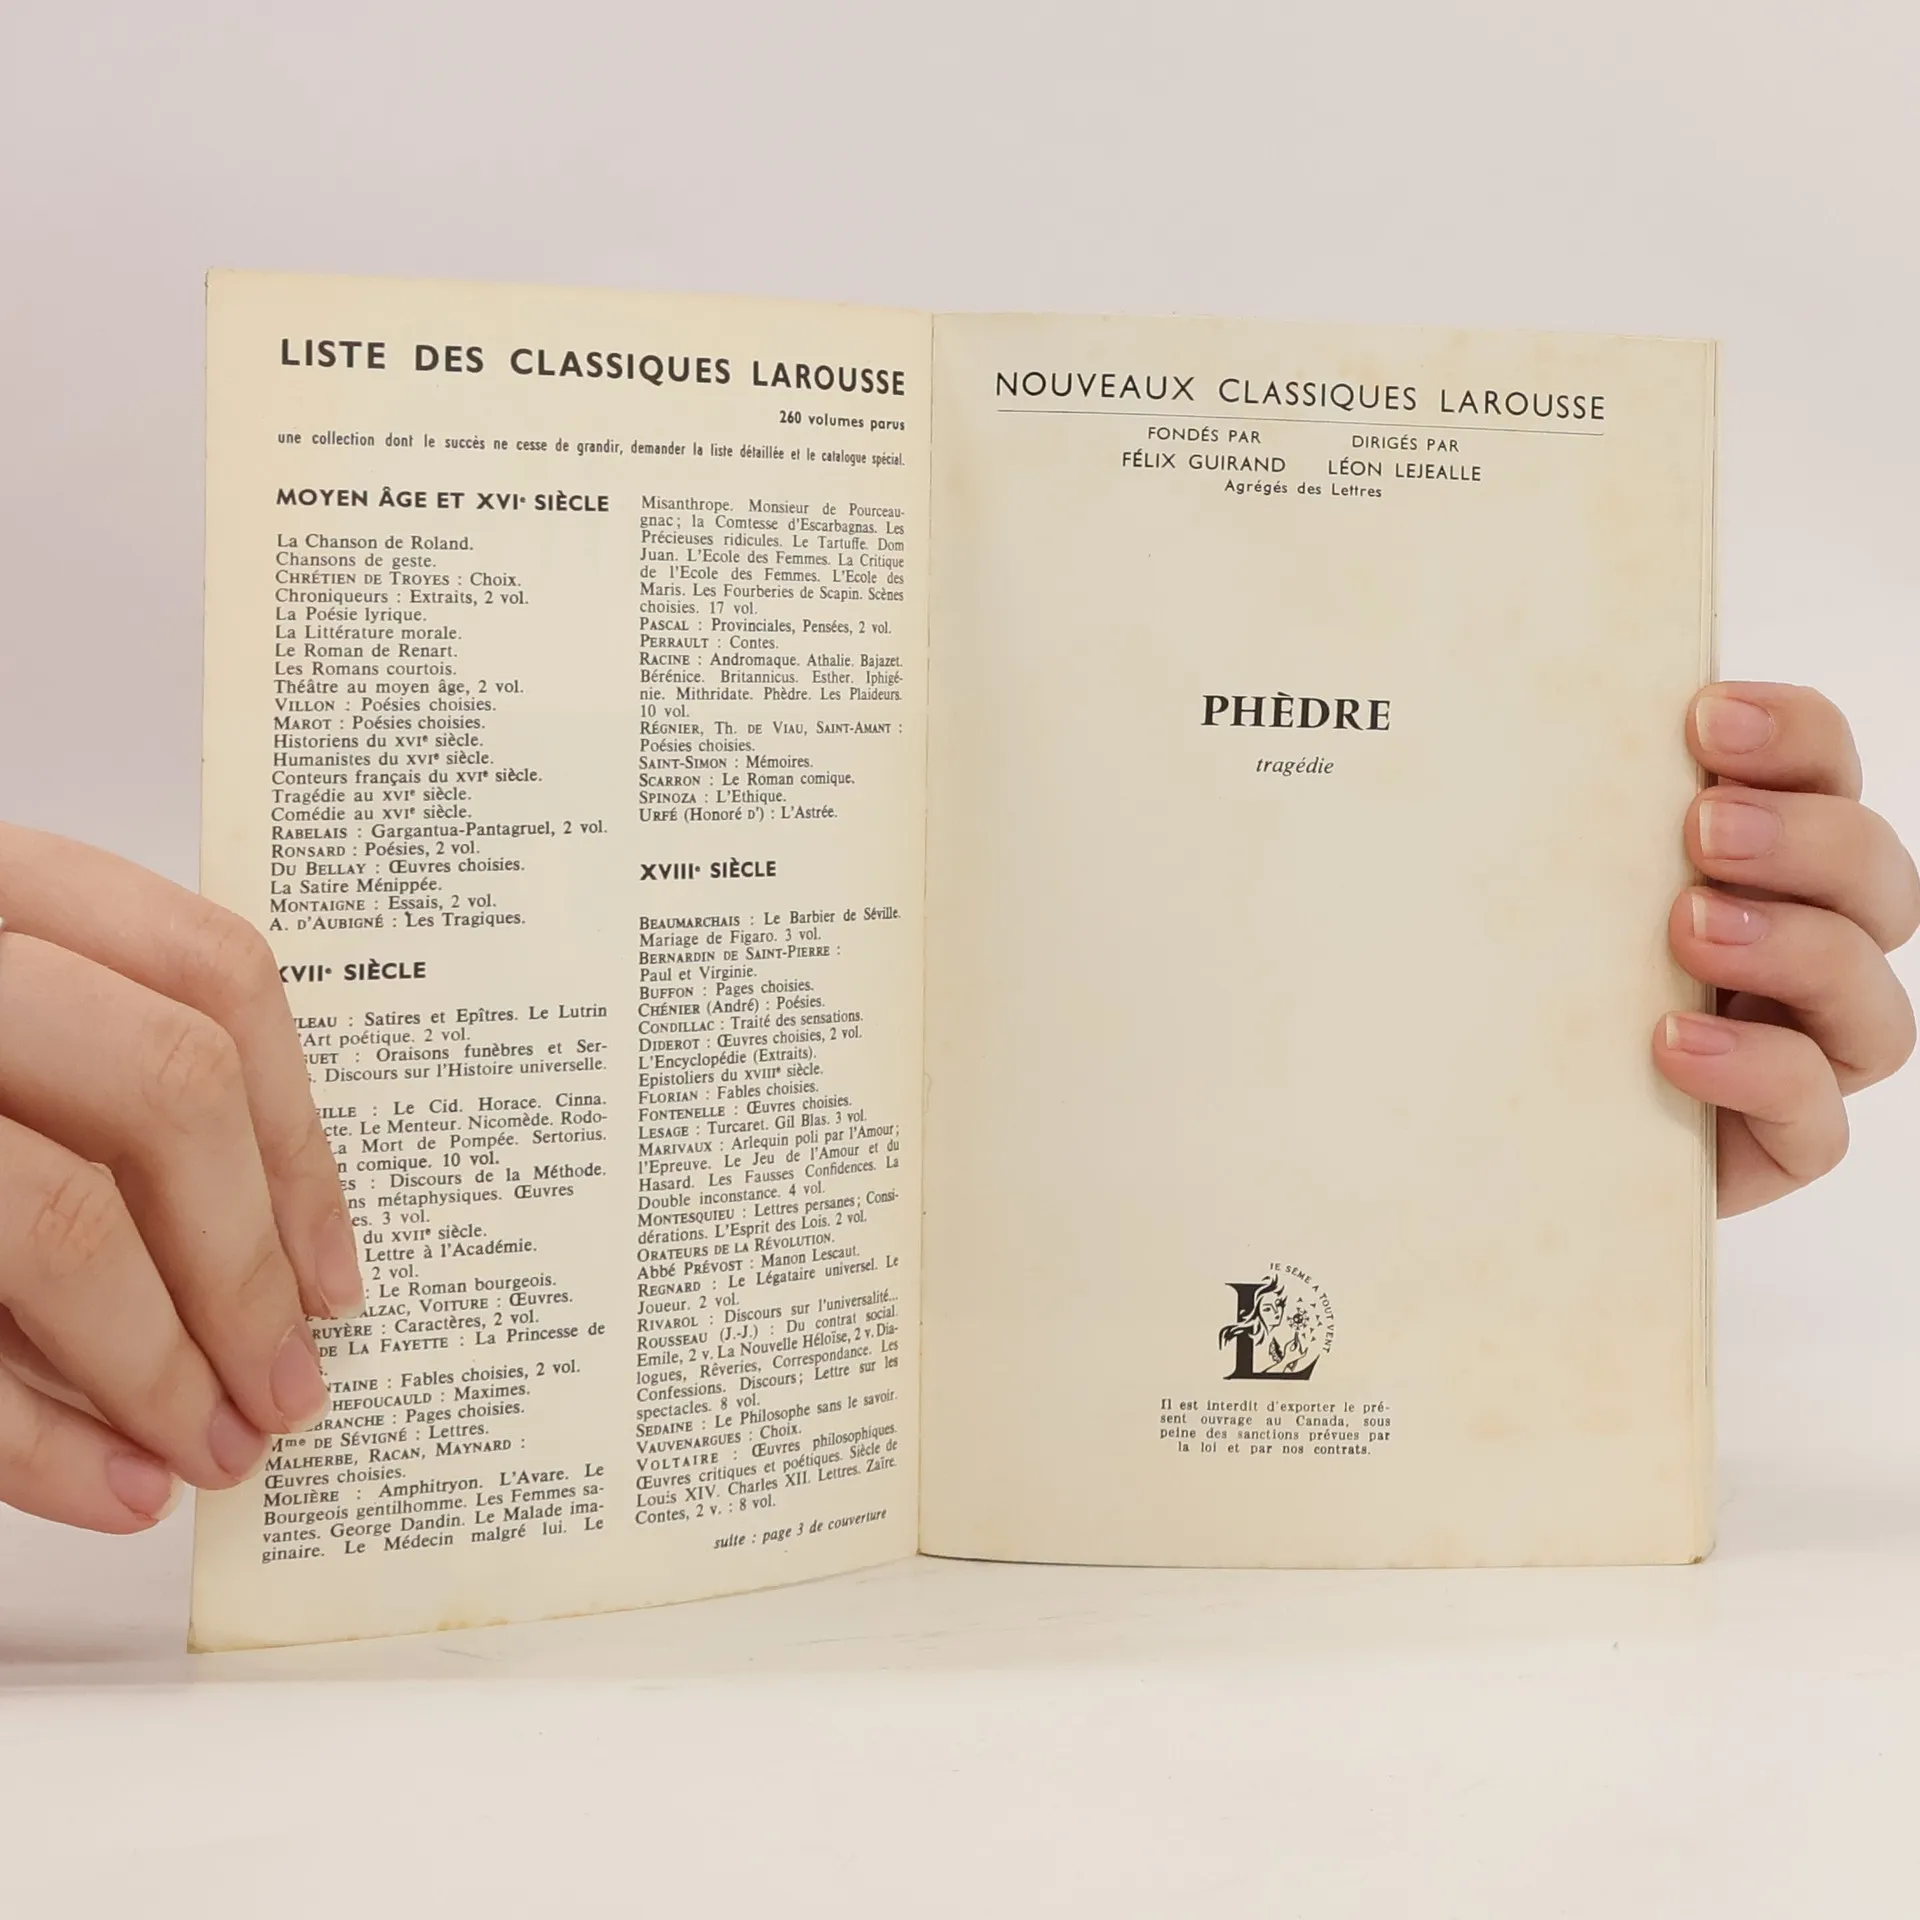 LISTE DES CLASSIQUES LAROUSSE
260 volumes parus
une collection dont le succès ne cesse de grandir, demander la liste détaillée et le catalogue spécial.
MOYEN ÂGE ET XVIe SIÈCLE
La Chanson de Roland.
Chansons de geste.
CHRÉTIEN DE TROYES : Choix.
Chroniqueurs : Extraits, 2 vol.
La Poésie lyrique.
La Littérature morale.
Le Roman de Renart.
Les Romans courtois.
Théâtre au moyen âge, 2 vol.
VILLON : Poésies choisies.
MAROT : Poésies choisies.
Historiens du XVIe siècle.
Humanistes du XVIe siècle.
Conteurs français du XVIe siècle.
Tragédie au XVIe siècle.
Comédie au XVIe siècle.
RABELAIS : Gargantua-Pantagruel, 2 vol.
RONSARD : Poésies, 2 vol.
DU BELLAY : Œuvres choisies.
La Satire Ménippée.
MONTAIGNE : Essais, 2 vol.
A. D'AUBIGNÉ : Les Tragiques.
XVIIe SIÈCLE
LEAU : Satires et Epîtres. Le Lutrin
Art poétique. 2 vol.
UET : Oraisons funèbres et Ser-
. Discours sur l'Histoire universelle.
EILLE : Le Cid. Horace. Cinna.
cte. Le Menteur. Nicomède. Rodo-
La Mort de Pompée. Sertorius.
n comique. 10 vol.
ES : Discours de la Méthode.
ns métaphysiques. Œuvres
es. 3 vol.
du XVIIe siècle.
Lettre à l'Académie.
2 vol.
: Le Roman bourgeois.
ALZAC, VOITURE : Œuvres.
RUYÈRE : Caractères, 2 vol.
DE LA FAYETTE : La Princesse de
NTAINE : Fables choisies, 2 vol.
HEFOUCAULD : Maximes.
BRANCHE : Pages choisies.
Mme DE SÉVIGNÉ : Lettres.
MALHERBE, RACAN, MAYNARD :
Œuvres choisies.
MOLIÈRE : Amphitryon. L'Avare. Le
Bourgeois gentilhomme. Les Femmes sa-
vantes. George Dandin. Le Malade ima-
ginaire. Le Médecin malgré lui. Le
Misanthrope. Monsieur de Pourceau-
gnac; la Comtesse d'Escarbagnas. Les
Précieuses ridicules. Le Tartuffe. Dom
Juan. L'Ecole des Femmes. La Critique
de l'Ecole des Femmes. L'Ecole des
Maris. Les Fourberies de Scapin. Scènes
choisies. 17 vol.
PASCAL : Provinciales, Pensées, 2 vol.
PERRAULT : Contes.
RACINE : Andromaque. Athalie. Bajazet.
Bérénice. Britannicus. Esther. Iphigé-
nie. Mithridate. Phèdre. Les Plaideurs.
10 vol.
RÉGNIER, Th. DE VIAU, SAINT-AMANT :
Poésies choisies.
SAINT-SIMON : Mémoires.
SCARRON : Le Roman comique.
SPINOZA : L'Ethique.
URFÉ (Honoré D') : L'Astrée.
XVIIIe SIÈCLE
BEAUMARCHAIS : Le Barbier de Séville.
Mariage de Figaro. 3 vol.
BERNARDIN DE SAINT-PIERRE :
Paul et Virginie.
BUFFON : Pages choisies.
CHÉNIER (André) : Poésies.
CONDILLAC : Traité des sensations.
DIDEROT : Œuvres choisies, 2 vol.
L'Encyclopédie (Extraits).
Epistoliers du XVIIIe siècle.
FLORIAN : Fables choisies.
FONTENELLE : Œuvres choisies.
LESAGE : Turcaret. Gil Blas. 3 vol.
MARIVAUX : Arlequin poli par l'Amour;
l'Epreuve. Le Jeu de l'Amour et du
Hasard. Les Fausses Confidences. La
Double inconstance. 4 vol.
MONTESQUIEU : Lettres persanes; Consi-
dérations. L'Esprit des Lois. 2 vol.
ORATEURS DE LA RÉVOLUTION.
Abbé PRÉVOST : Manon Lescaut.
REGNARD : Le Légataire universel. Le
Joueur. 2 vol.
RIVAROL : Discours sur l'universalité...
ROUSSEAU (J.-J.) : Du contrat social.
Emile, 2 v. La Nouvelle Héloïse, 2 v. Dia-
logues, Rêveries, Correspondance. Les
Confessions. Discours; Lettre sur les
spectacles. 8 vol.
SEDAINE : Le Philosophe sans le savoir.
VAUVENARGUES : Choix.
VOLTAIRE : Œuvres philosophiques.
Œuvres critiques et poétiques. Siècle de
Louis XIV. Charles XII. Lettres. Zaïre.
Contes, 2 v. : 8 vol.
suite : page 3 de couverture
NOUVEAUX CLASSIQUES LAROUSSE
FONDÉS PAR DIRIGÉS PAR
FÉLIX GUIRAND LÉON LEJEALLE
Agrégés des Lettres
PHÈDRE
tragédie
JE SÈME A TOUT VENT
L
Il est interdit d'exporter le pré-
sent ouvrage au Canada, sous
peine des sanctions prévues par
la loi et par nos contrats.